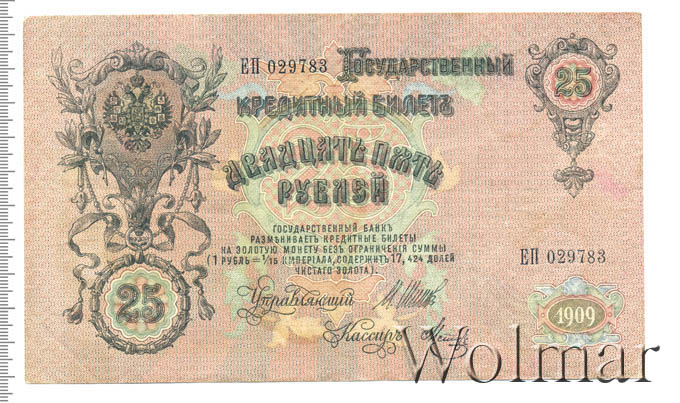 ЕП 029783 Государственный
25
Кредитный Билетъ
Двадцать пять
рублей
Государственный Банкъ
размѣниваетъ кредитные билеты
на золотую монету безъ ограниченія суммы
(1 рубль = 1/15 имперіала, содержитъ 17,424 долей
чистаго золота).
ЕП 029783
25
Управляющій
Кассиръ
1909
Wolmar